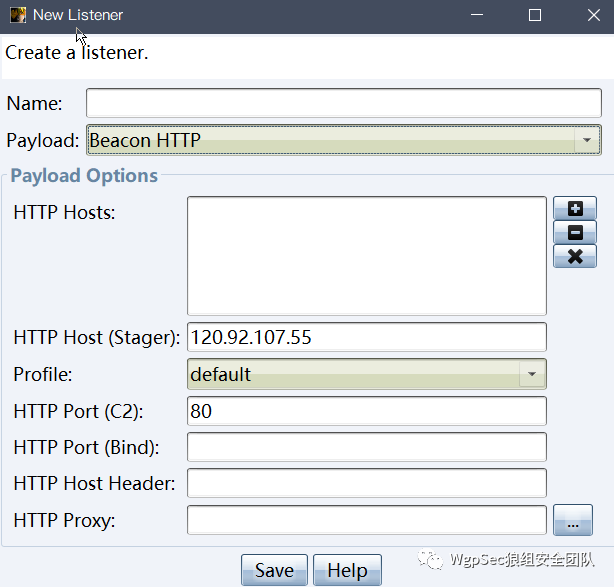 New Listener
Create a listener.
Name:
Payload: Beacon HTTP
Payload Options
HTTP Hosts:
HTTP Host (Stager): 120.92.107.55
Profile: default
HTTP Port (C2): 80
HTTP Port (Bind):
HTTP Host Header:
HTTP Proxy: ...
WgpSec狼组安全团队
Save Help